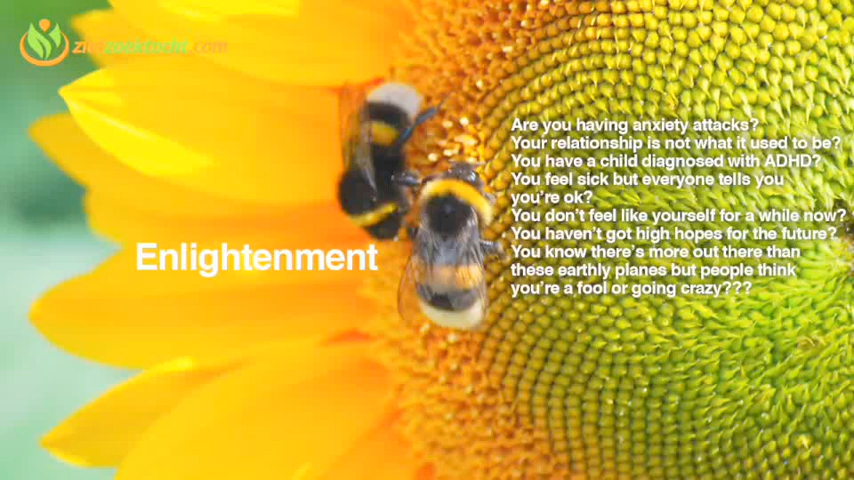 Are you having anxiety attacks?
Your relationship is not what it used to be?
You have a child diagnosed with ADHD?
You feel sick but everyone tells you
you're ok?
You don't feel like yourself for a while now?
You haven't got high hopes for the future?
You know there's more out there than
these earthly planes but people think
you're a fool or going crazy???
Enlightenment